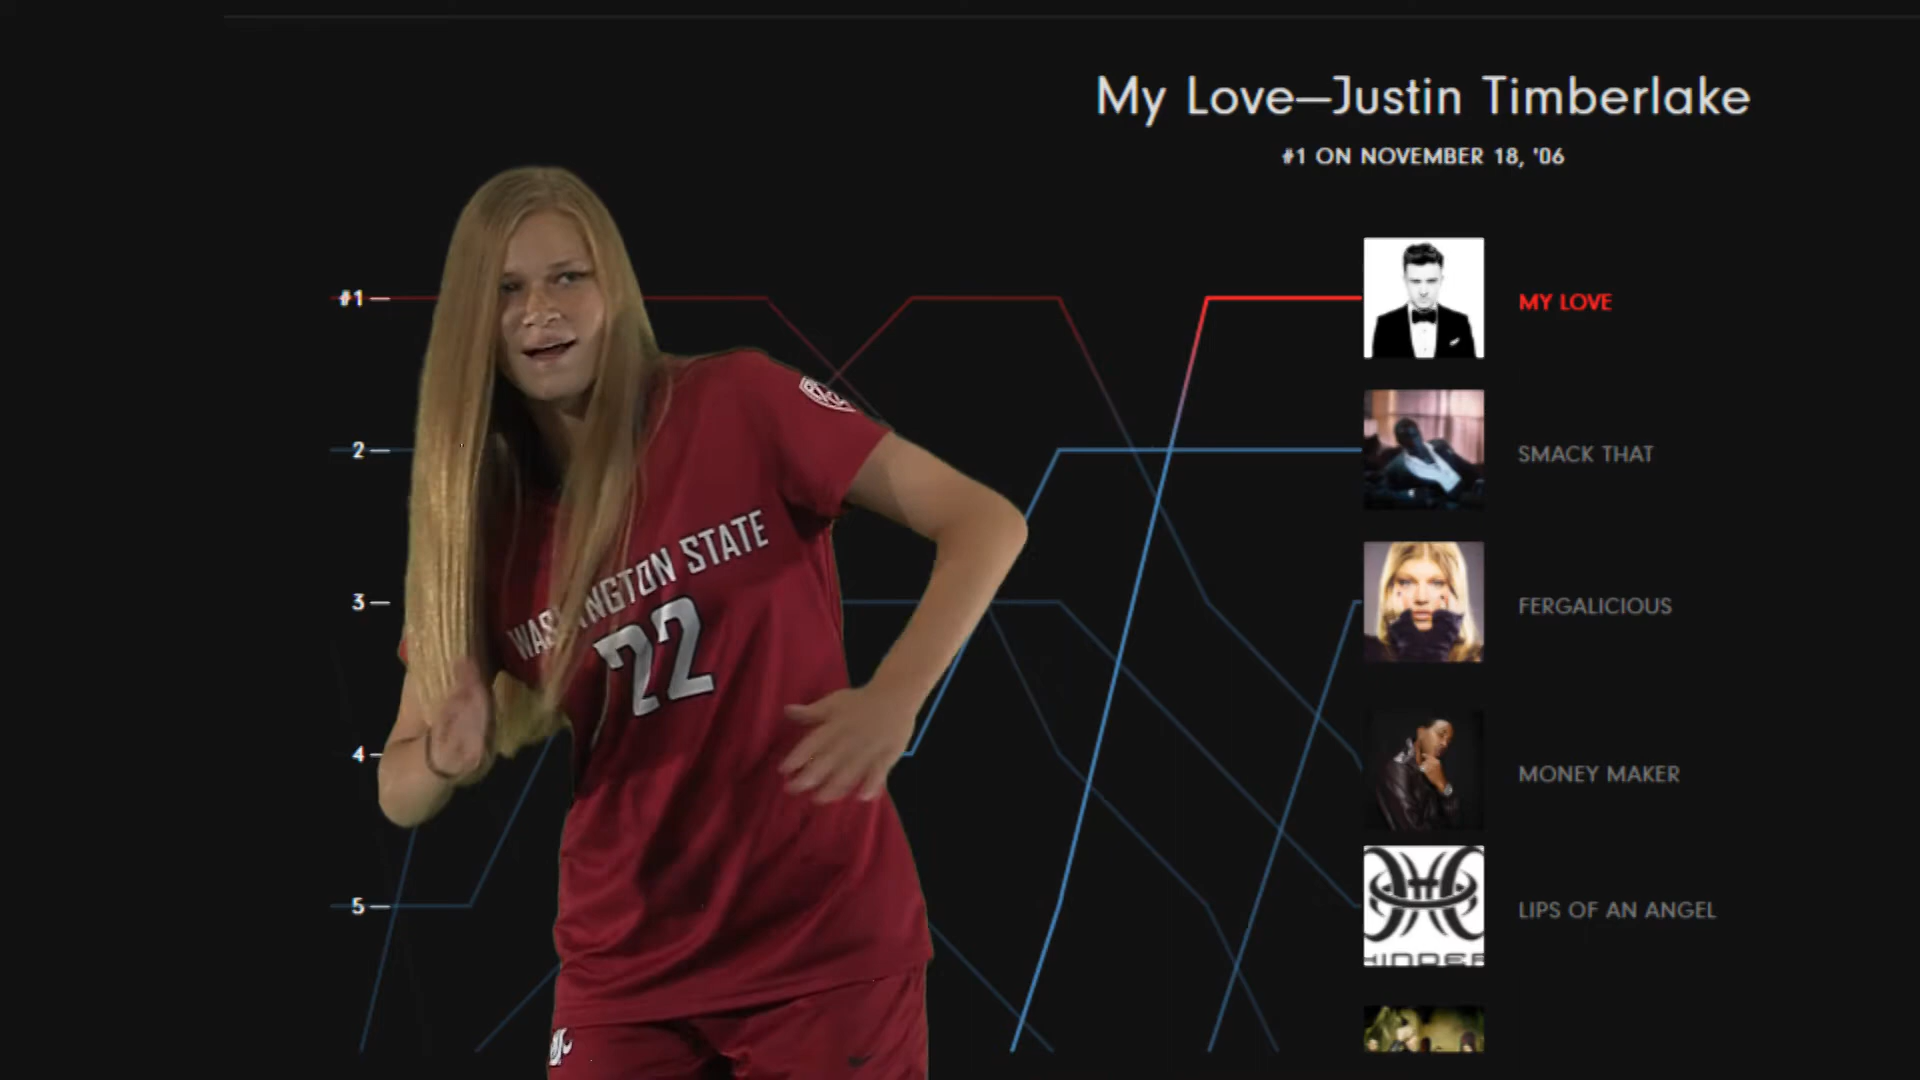 My Love—Justin Timberlake
#1 ON NOVEMBER 18, '06
#1
MY LOVE
2
SMACK THAT
WASHINGTON STATE
22
3
FERGALICIOUS
4
MONEY MAKER
5
LIPS OF AN ANGEL
HINDER